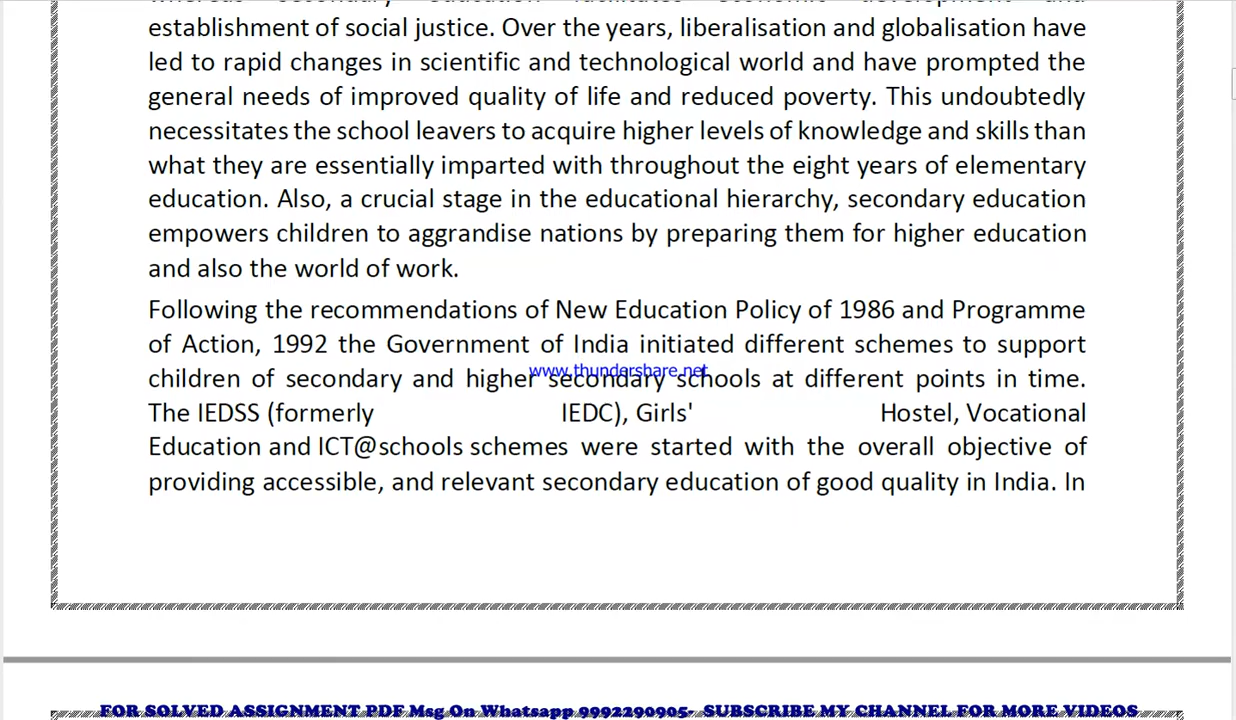 establishment of social justice. Over the years, liberalisation and globalisation have
led to rapid changes in scientific and technological world and have prompted the
general needs of improved quality of life and reduced poverty. This undoubtedly
necessitates the school leavers to acquire higher levels of knowledge and skills than
what they are essentially imparted with throughout the eight years of elementary
education. Also, a crucial stage in the educational hierarchy, secondary education
empowers children to aggrandise nations by preparing them for higher education
and also the world of work.
Following the recommendations of New Education Policy of 1986 and Programme
of Action, 1992 the Government of India initiated different schemes to support
www.thundershare.net
children of secondary and higher secondary schools at different points in time.
The IEDSS (formerly IEDC), Girls' Hostel, Vocational
Education and ICT@schools schemes were started with the overall objective of
providing accessible, and relevant secondary education of good quality in India. In
FOR SOLVED ASSIGNMENT PDF Msg On Whatsapp 9992290905- SUBSCRIBE MY CHANNEL FOR MORE VIDEOS